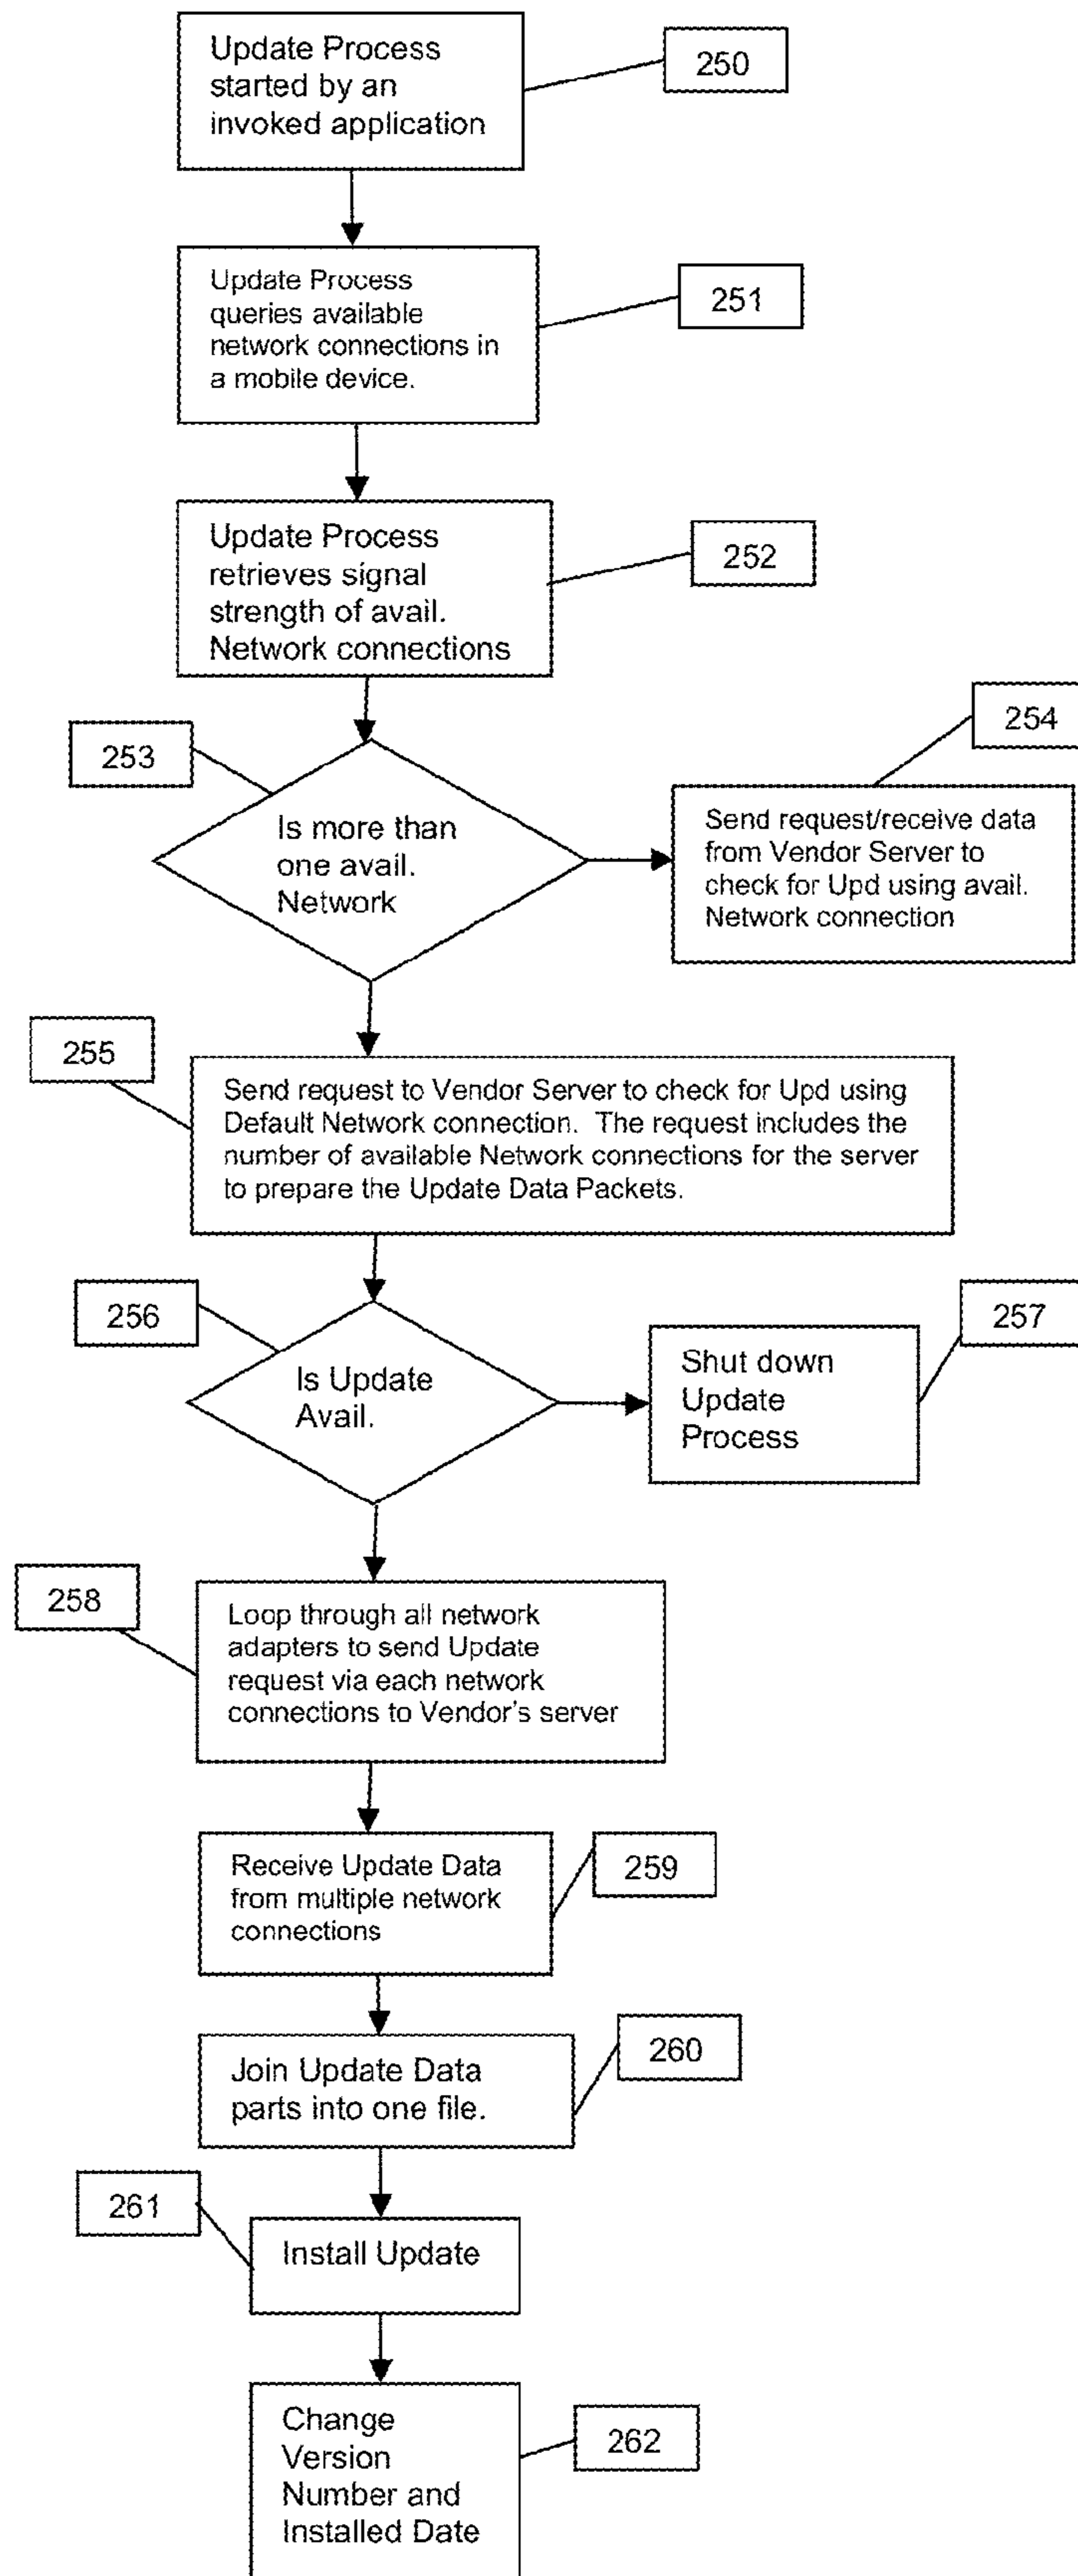 Update Process
started by an
invoked application
250
Update Process
queries available
network connections in
a mobile device.
251
Update Process
retrieves signal
strength of avail.
Network connections
252
253
Is more than
one avail.
Network
254
Send request/receive data
from Vendor Server to
check for Upd using avail.
Network connection
255
Send request to Vendor Server to check for Upd using
Default Network connection. The request includes the
number of available Network connections for the server
to prepare the Update Data Packets.
256
Is Update
Avail.
257
Shut down
Update
Process
258
Loop through all network
adapters to send Update
request via each network
connections to Vendor's server
Receive Update Data
from multiple network
connections
259
Join Update Data
parts into one file.
260
261
Install Update
Change
Version
Number and
Installed Date
262